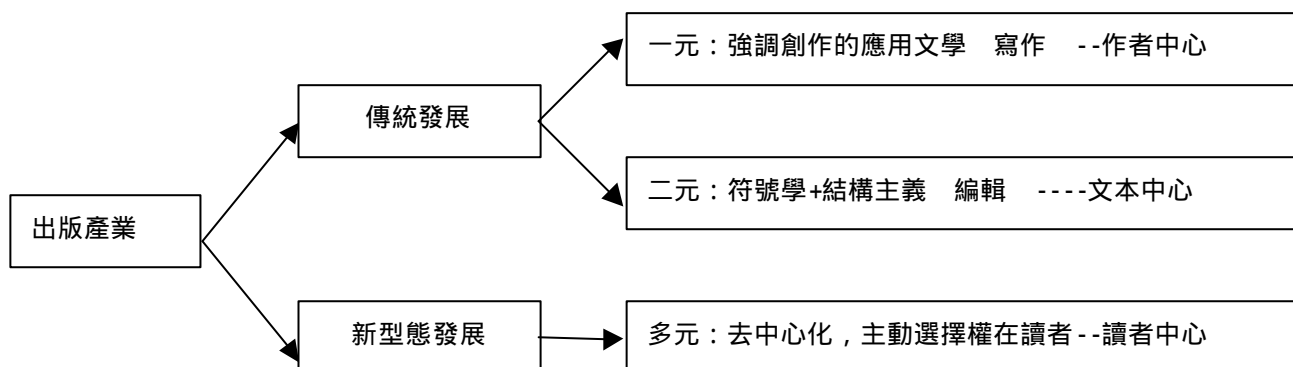 一元：強調創作的應用文學　寫作　--作者中心
傳統發展
二元：符號學+結構主義　編輯　----文本中心
出版產業
新型態發展
多元：去中心化，主動選擇權在讀者--讀者中心